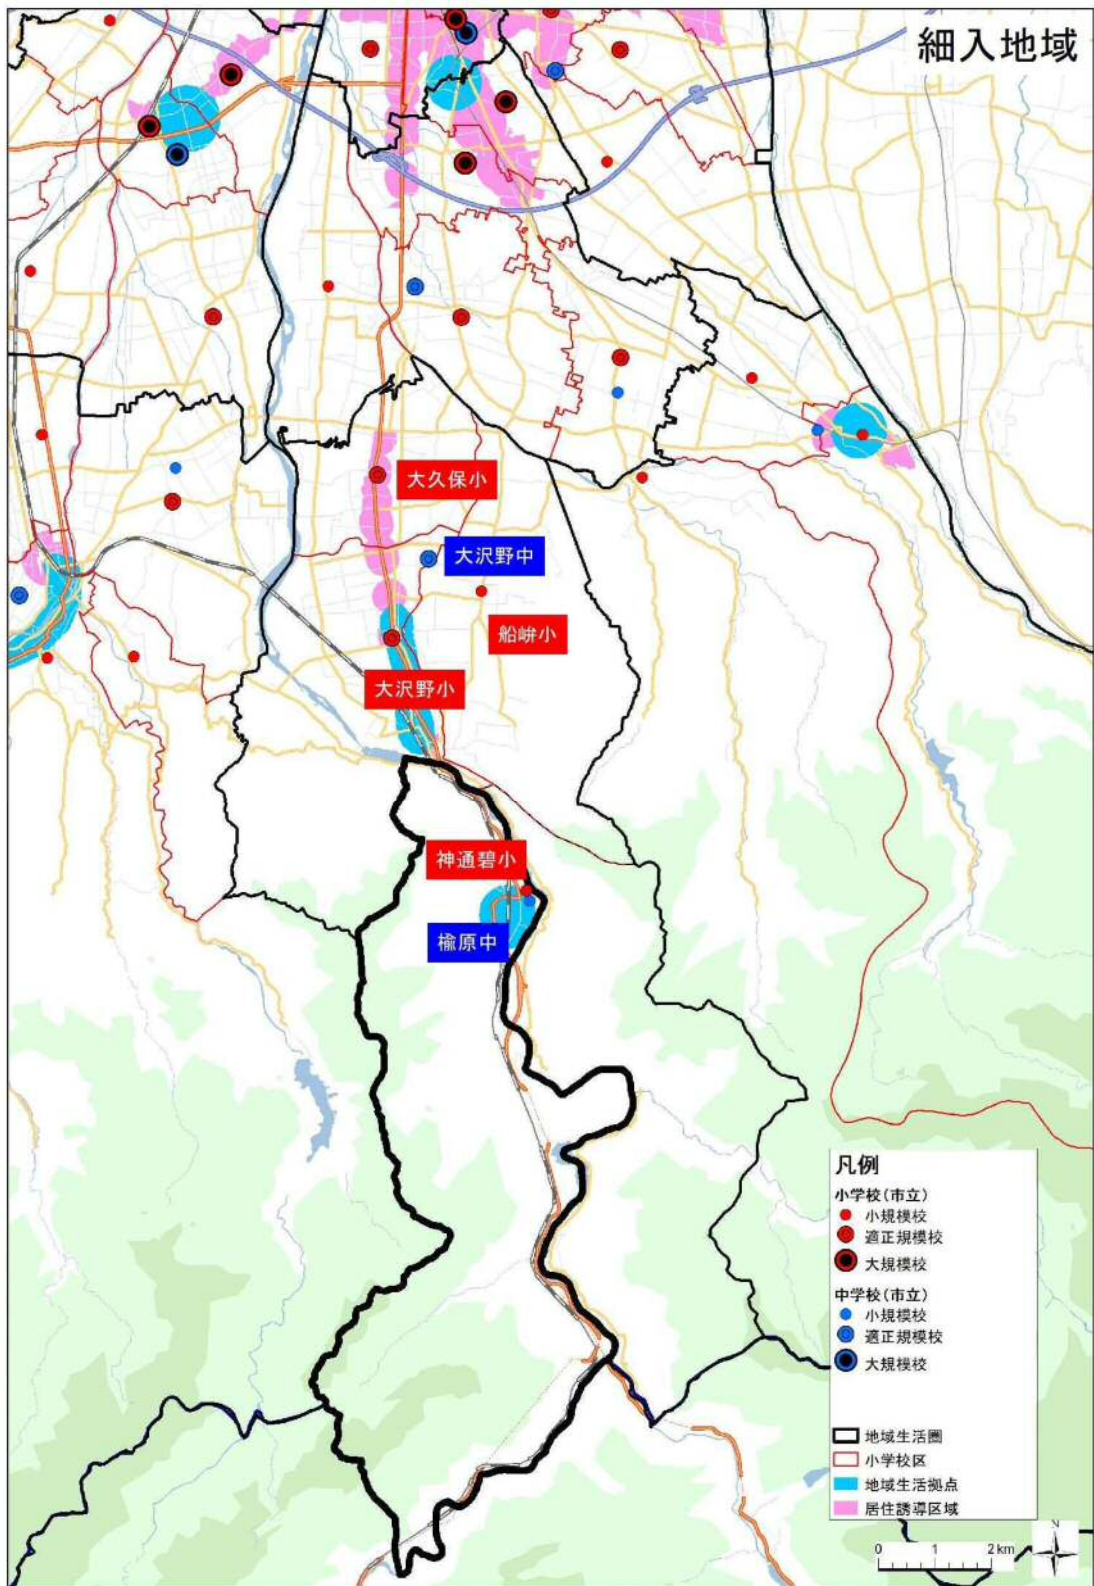 細入地域
大久保小
大沢野中
船峅小
大沢野小
神通碧小
楡原中
凡例
小学校(市立)
小規模校
適正規模校
大規模校
中学校(市立)
小規模校
適正規模校
大規模校
地域生活圏
小学校区
地域生活拠点
居住誘導区域
0 1 2km
N